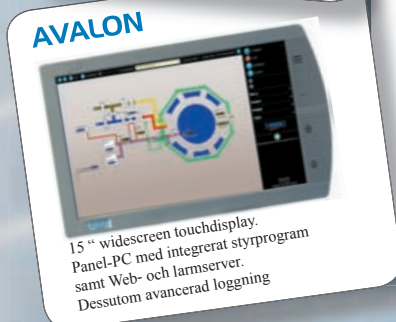 AVALON
15 “ widescreen touchdisplay.
Panel-PC med integrerat styrprogram
samt Web- och larmserver.
Dessutom avancerad loggning